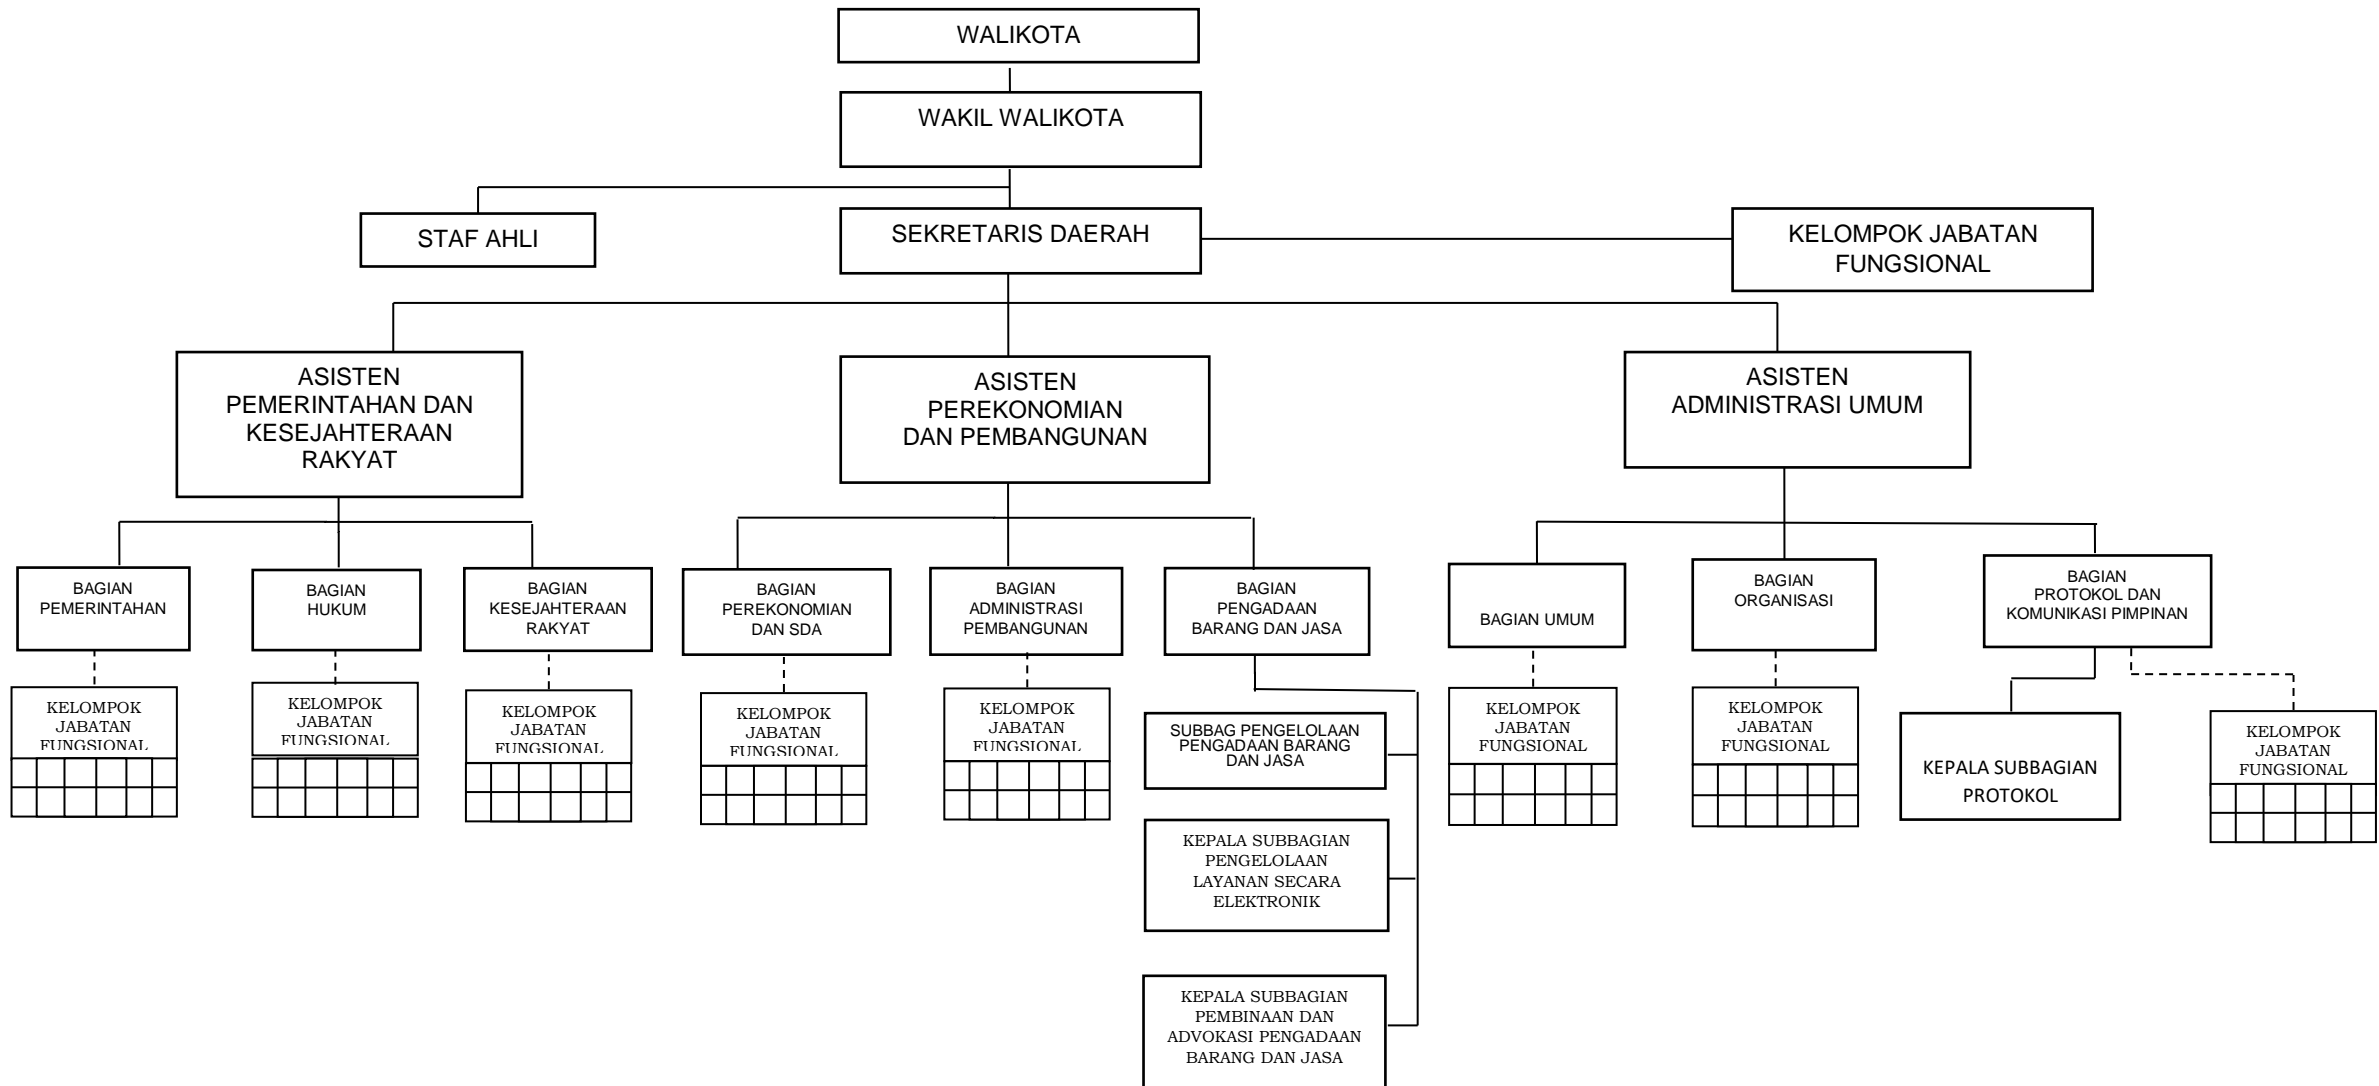 WALIKOTA
WAKIL WALIKOTA
STAF AHLI
SEKRETARIS DAERAH
KELOMPOK JABATAN
FUNGSIONAL
ASISTEN
PEMERINTAHAN DAN
KESEJAHTERAAN
RAKYAT
ASISTEN
PEREKONOMIAN
DAN PEMBANGUNAN
ASISTEN
ADMINISTRASI UMUM
BAGIAN
PEMERINTAHAN
BAGIAN
HUKUM
BAGIAN
KESEJAHTERAAN
RAKYAT
BAGIAN
PEREKONOMIAN
DAN SDA
BAGIAN
ADMINISTRASI
PEMBANGUNAN
BAGIAN
PENGADAAN
BARANG DAN JASA
BAGIAN UMUM
BAGIAN
ORGANISASI
BAGIAN
PROTOKOL DAN
KOMUNIKASI PIMPINAN
KELOMPOK
JABATAN
FUNGSIONAL
KELOMPOK
JABATAN
FUNGSIONAL
KELOMPOK
JABATAN
FUNGSIONAL
KELOMPOK
JABATAN
FUNGSIONAL
KELOMPOK
JABATAN
FUNGSIONAL
SUBBAG PENGELOLAAN
PENGADAAN BARANG
DAN JASA
KEPALA SUBBAGIAN
PENGELOLAAN
LAYANAN SECARA
ELEKTRONIK
KEPALA SUBBAGIAN
PEMBINAAN DAN
ADVOKASI PENGADAAN
BARANG DAN JASA
KELOMPOK
JABATAN
FUNGSIONAL
KELOMPOK
JABATAN
FUNGSIONAL
KEPALA SUBBAGIAN
PROTOKOL
KELOMPOK
JABATAN
FUNGSIONAL